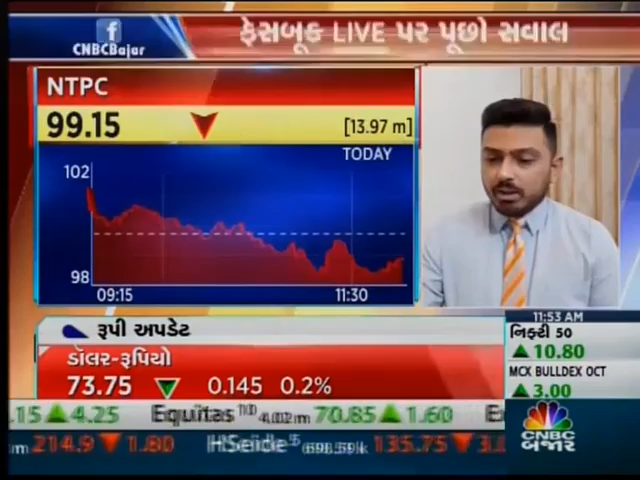 CNBCBajar
ફેસબૂક LIVE પર પૂછો સવાલ
NTPC
99.15 [13.97 m]
TODAY
102
98
09:15 11:30
રૂપી અપડેટ
ડૉલર-રૂપિયો
73.75 0.145 0.2%
11:53 AM
નિફ્ટી 50
10.80
MCX BULLDEX OCT
3.00
.15 4.25 Equitas 70.85 1.60
214.9 1.80 135.75
CNBC
બજાર